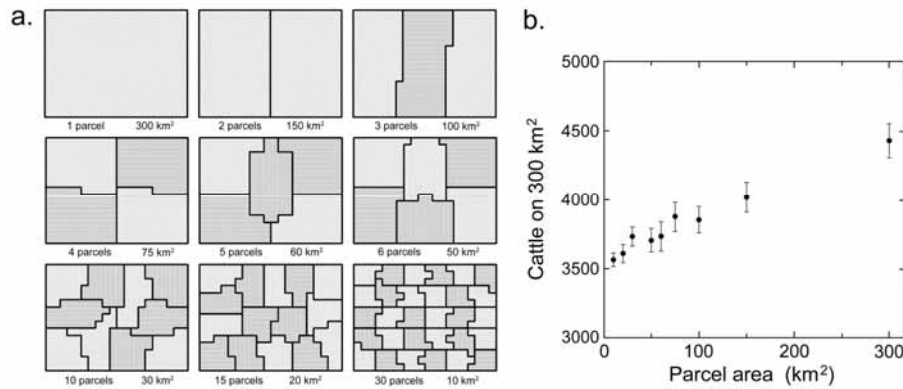 a.
1 parcel 300 km²
2 parcels 150 km²
3 parcels 100 km²
4 parcels 75 km²
5 parcels 60 km²
6 parcels 50 km²
10 parcels 30 km²
15 parcels 20 km²
30 parcels 10 km²
b.
Cattle on 300 km²
5000
4500
4000
3500
3000
0 100 200 300
Parcel area (km²)